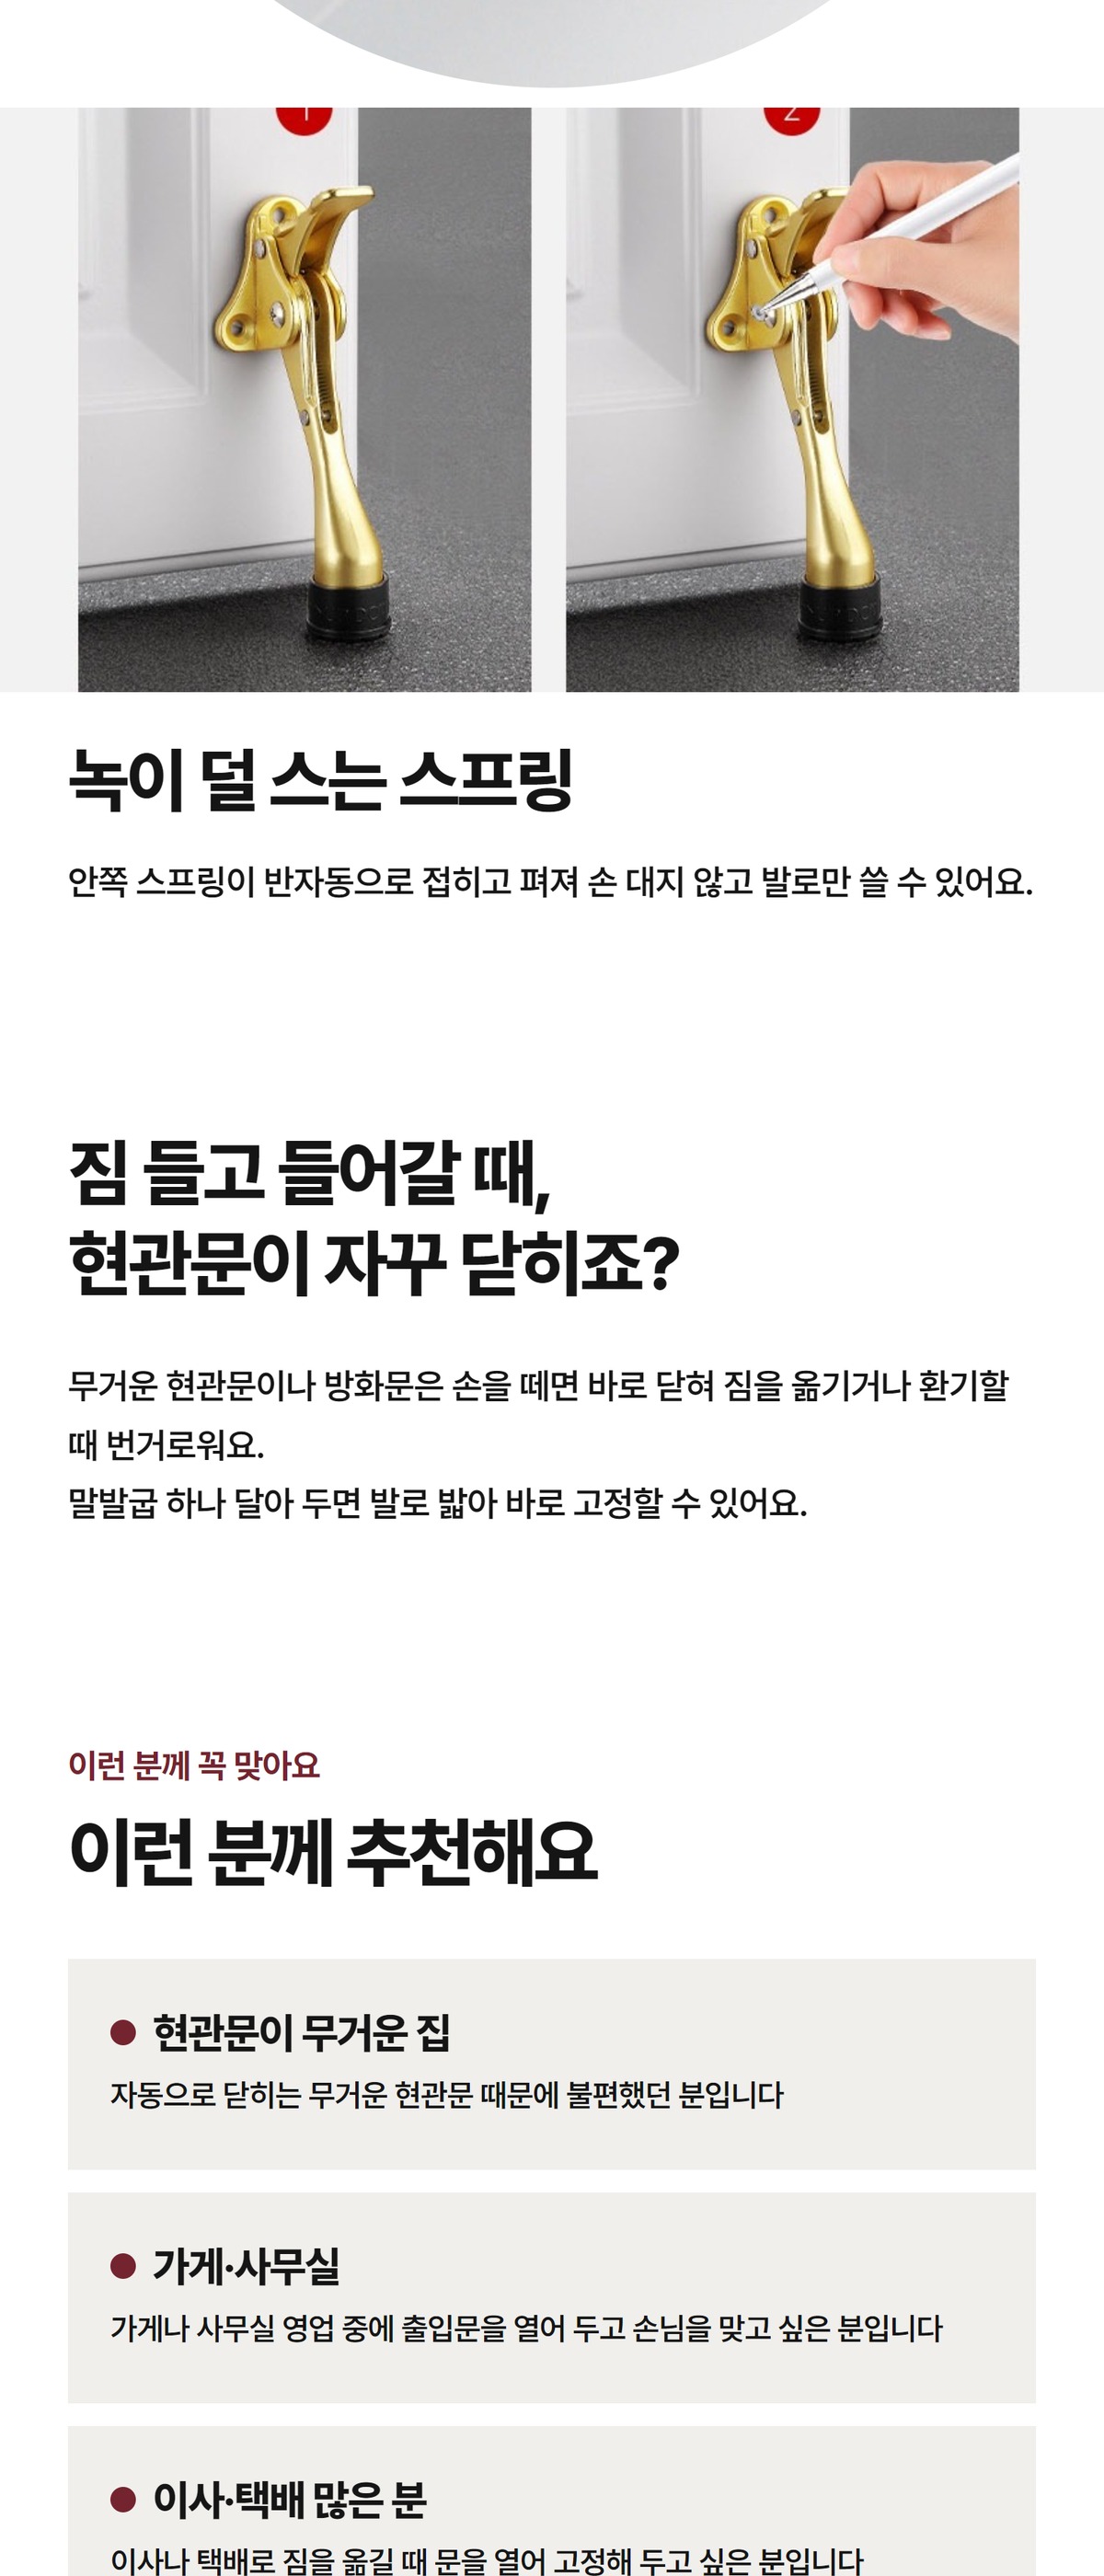 1
2
녹이 덜 스는 스프링
안쪽 스프링이 반자동으로 접히고 펴져 손 대지 않고 발로만 쓸 수 있어요.
짐 들고 들어갈 때,
현관문이 자꾸 닫히죠?
무거운 현관문이나 방화문은 손을 떼면 바로 닫혀 짐을 옮기거나 환기할
때 번거로워요.
말발굽 하나 달아 두면 발로 밟아 바로 고정할 수 있어요.
이런 분께 꼭 맞아요
이런 분께 추천해요
현관문이 무거운 집
자동으로 닫히는 무거운 현관문 때문에 불편했던 분입니다
가게·사무실
가게나 사무실 영업 중에 출입문을 열어 두고 손님을 맞고 싶은 분입니다
이사·택배 많은 분
이사나 택배로 짐을 옮길 때 문을 열어 고정해 두고 싶은 분입니다